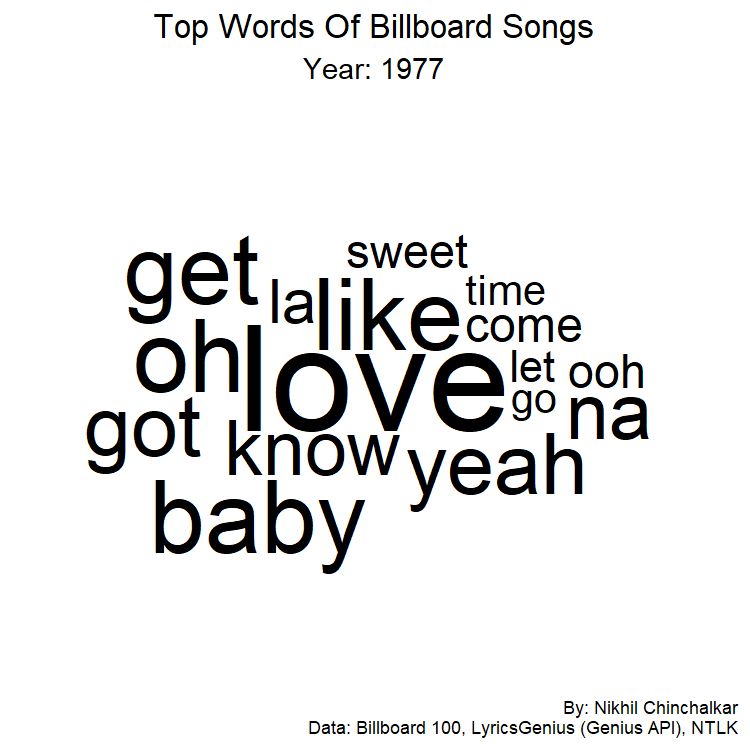 Top Words Of Billboard Songs
Year: 1977
sweet
get
la
like
time
come
oh
love
let
ooh
go
na
got
know
yeah
baby
By: Nikhil Chinchalkar
Data: Billboard 100, LyricsGenius (Genius API), NTLK